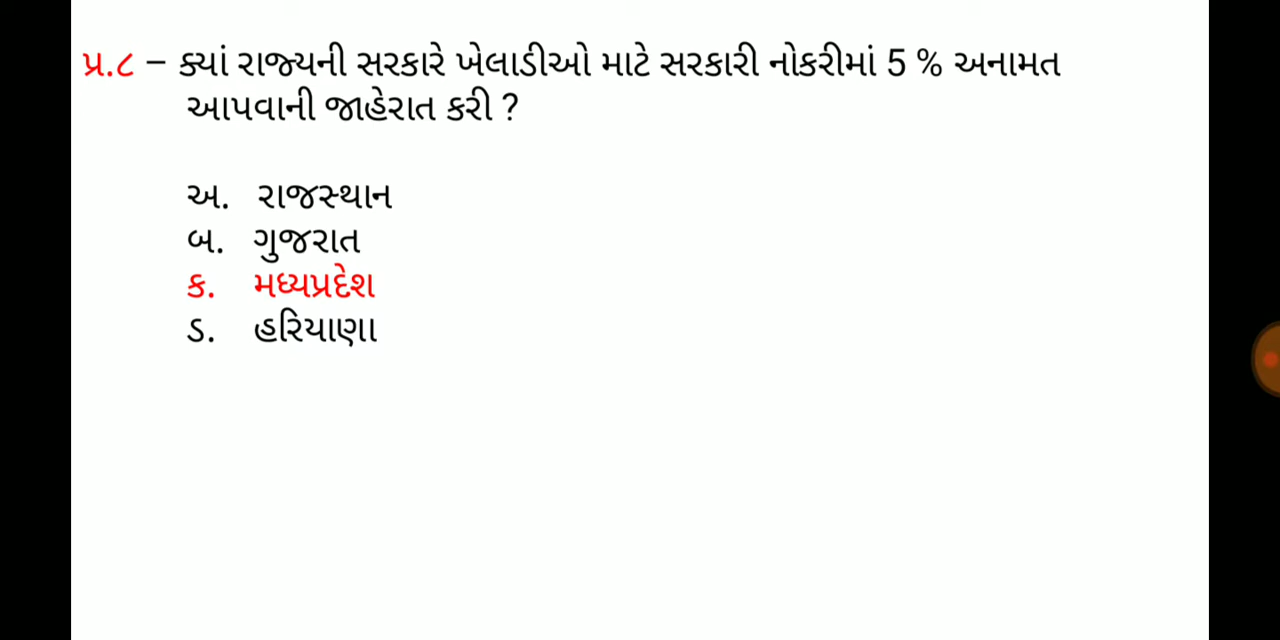 પ્ર.૮ – ક્યાં રાજ્યની સરકારે ખેલાડીઓ માટે સરકારી નોકરીમાં 5 % અનામત
આપવાની જાહેરાત કરી ?
અ. રાજસ્થાન
બ. ગુજરાત
ક. મધ્યપ્રદેશ
ડ. હરિયાણા